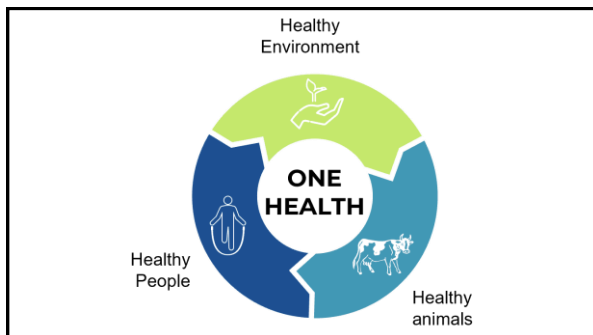 Healthy
Environment
ONE
HEALTH
Healthy
People
Healthy
animals